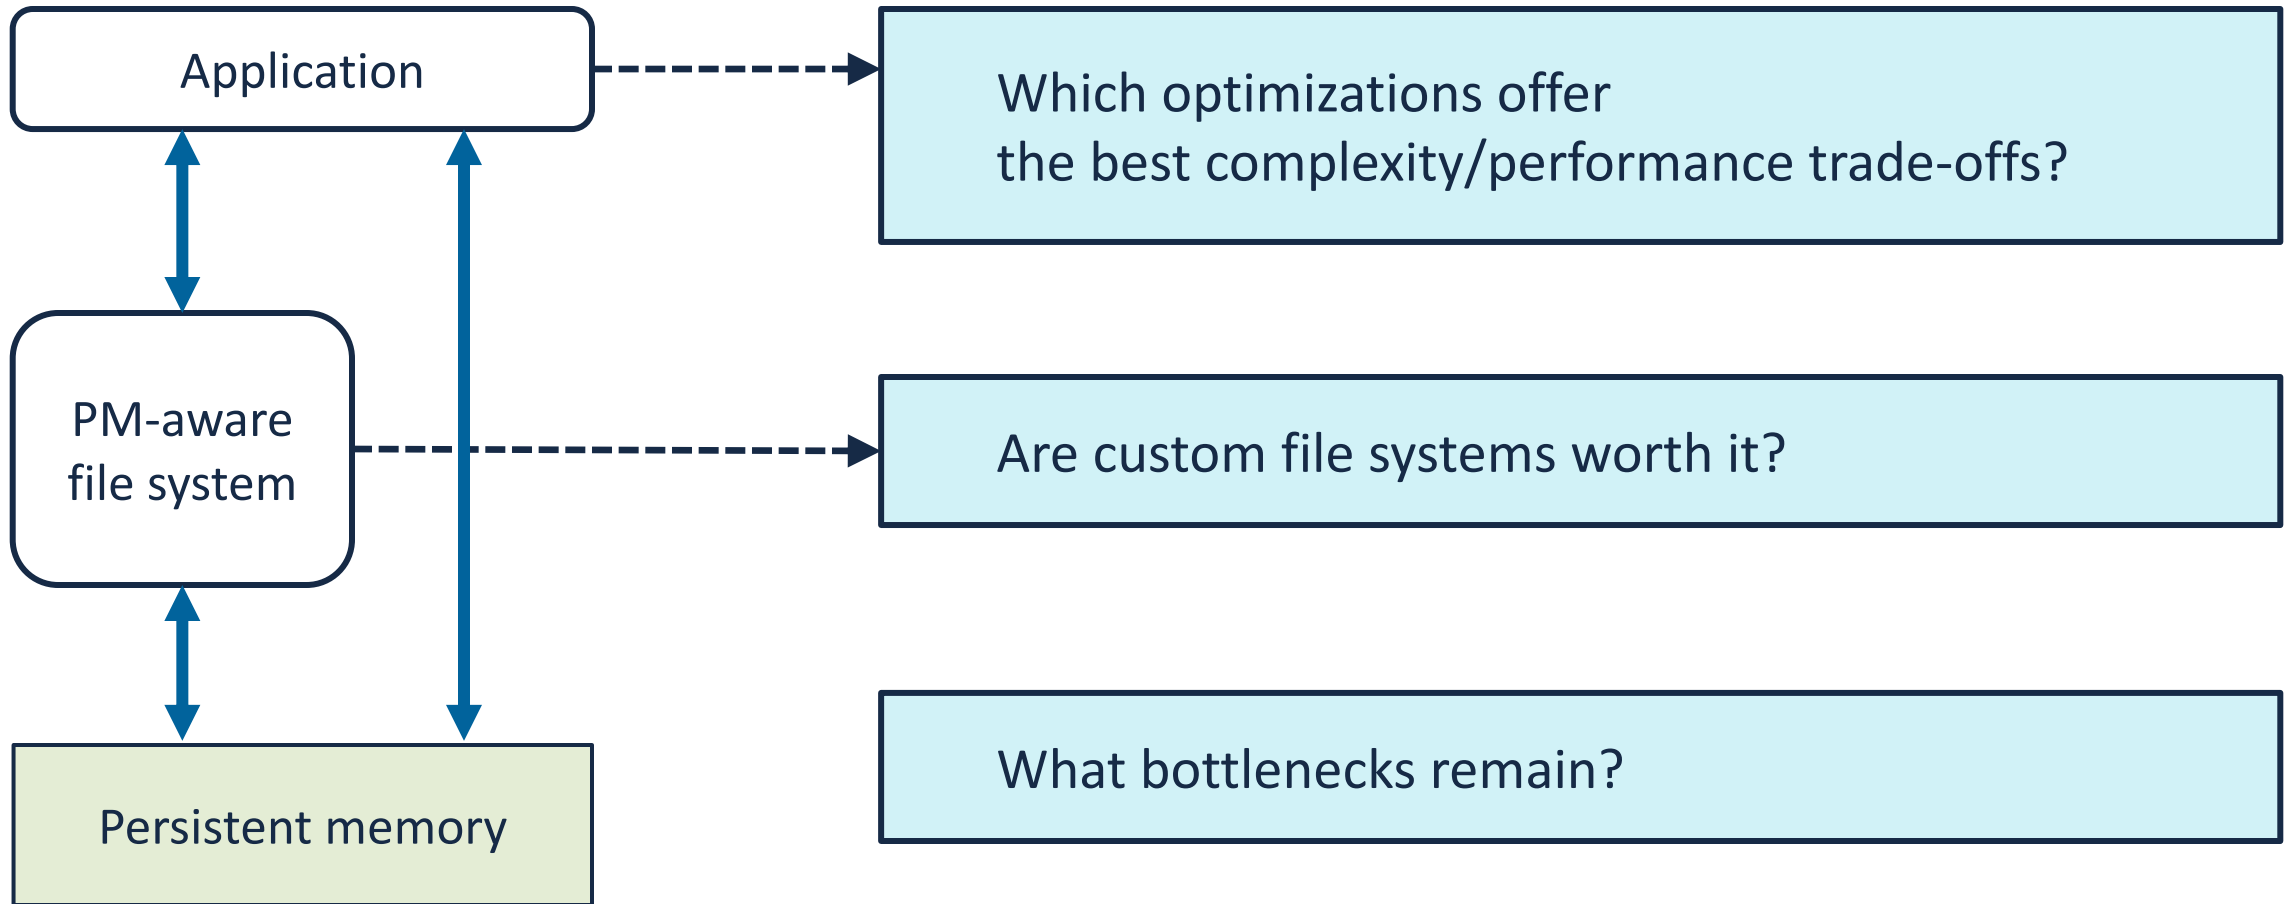 Application
Which optimizations offer
the best complexity/performance trade-offs?
PM-aware
file system
Are custom file systems worth it?
What bottlenecks remain?
Persistent memory